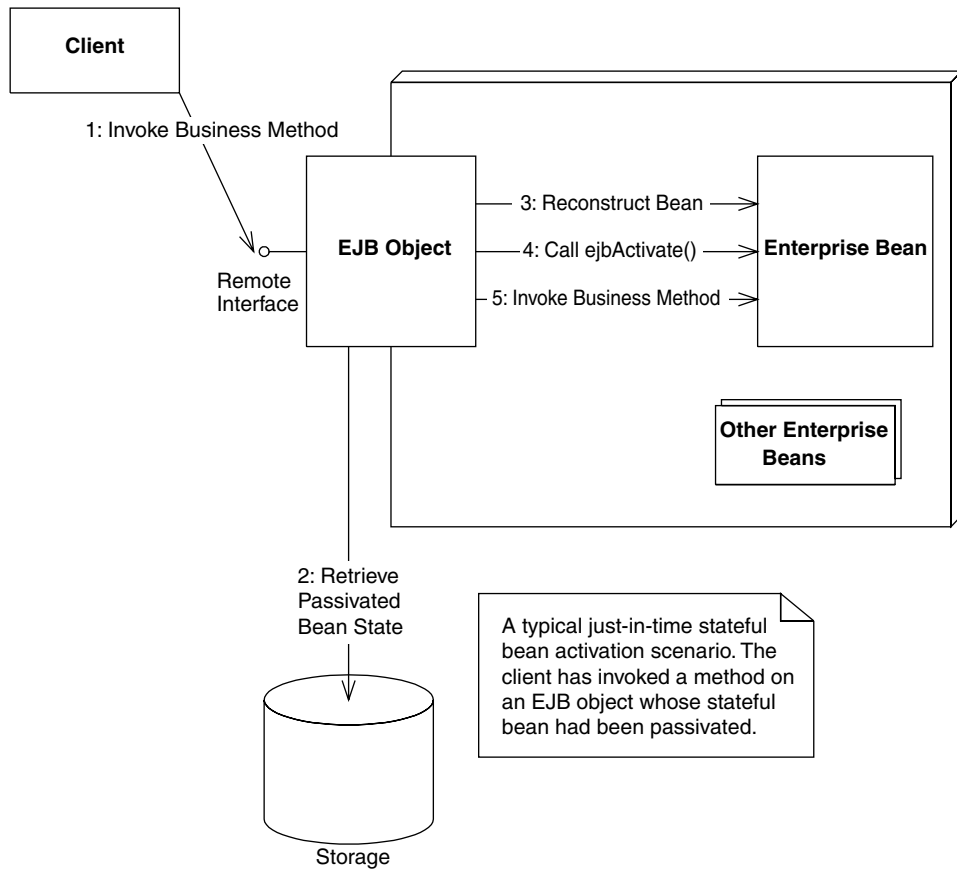 Client
1: Invoke Business Method
EJB Object
Remote
Interface
3: Reconstruct Bean
4: Call ejbActivate()
5: Invoke Business Method
Enterprise Bean
Other Enterprise
Beans
2: Retrieve
Passivated
Bean State
A typical just-in-time stateful
bean activation scenario. The
client has invoked a method on
an EJB object whose stateful
bean had been passivated.
Storage